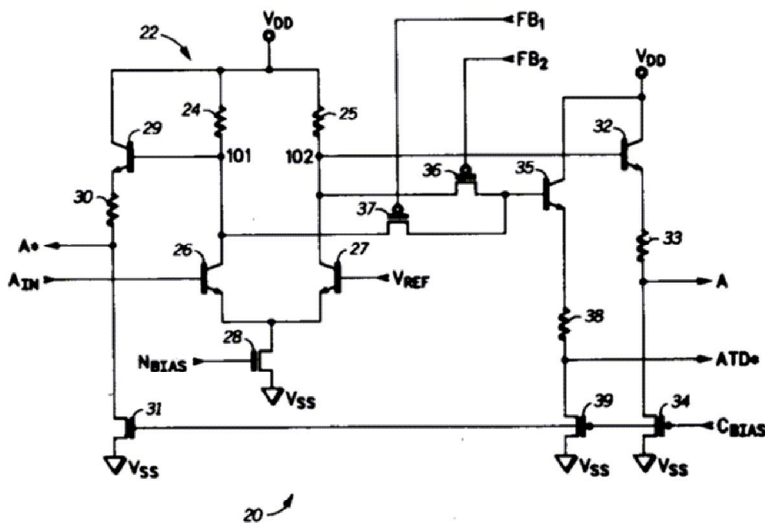 FB1
VDD
22
FB2
VDD
24
25
29
32
101
102
35
36
30
37
33
A*
26
27
AIN
VREF
A
38
28
NBIAS
ATD*
VSS
31
39
34
CBIAS
VSS
VSS
VSS
20